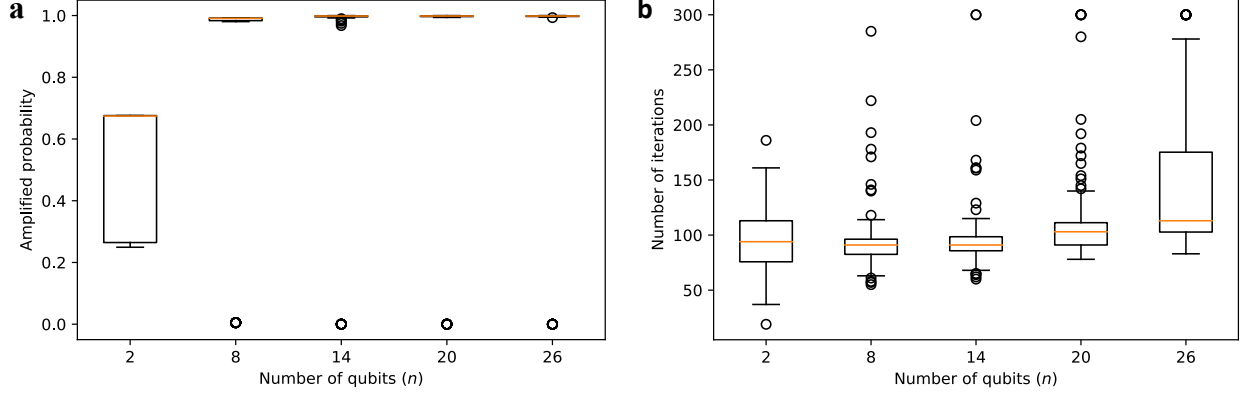 a
1.0
0.8
0.6
0.4
0.2
0.0
Amplified probability
2 8 14 20 26
Number of qubits (n)
b
300
250
200
150
100
50
Number of iterations
2 8 14 20 26
Number of qubits (n)